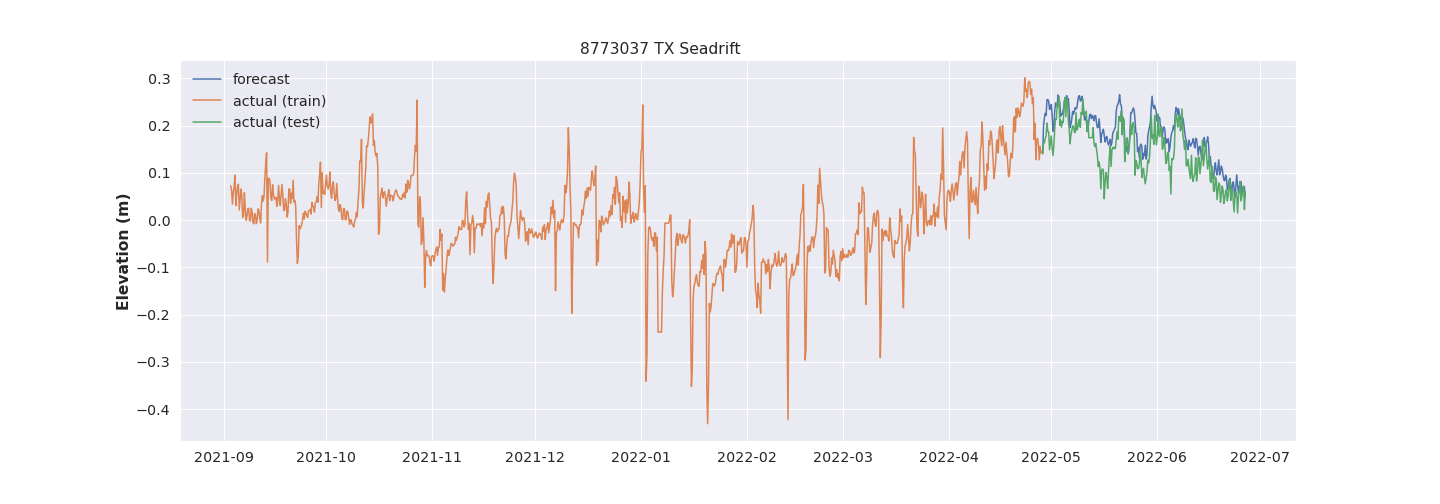 8773037 TX Seadrift
forecast
actual (train)
actual (test)
Elevation (m)
0.3
0.2
0.1
0.0
−0.1
−0.2
−0.3
−0.4
2021-09 2021-10 2021-11 2021-12 2022-01 2022-02 2022-03 2022-04 2022-05 2022-06 2022-07